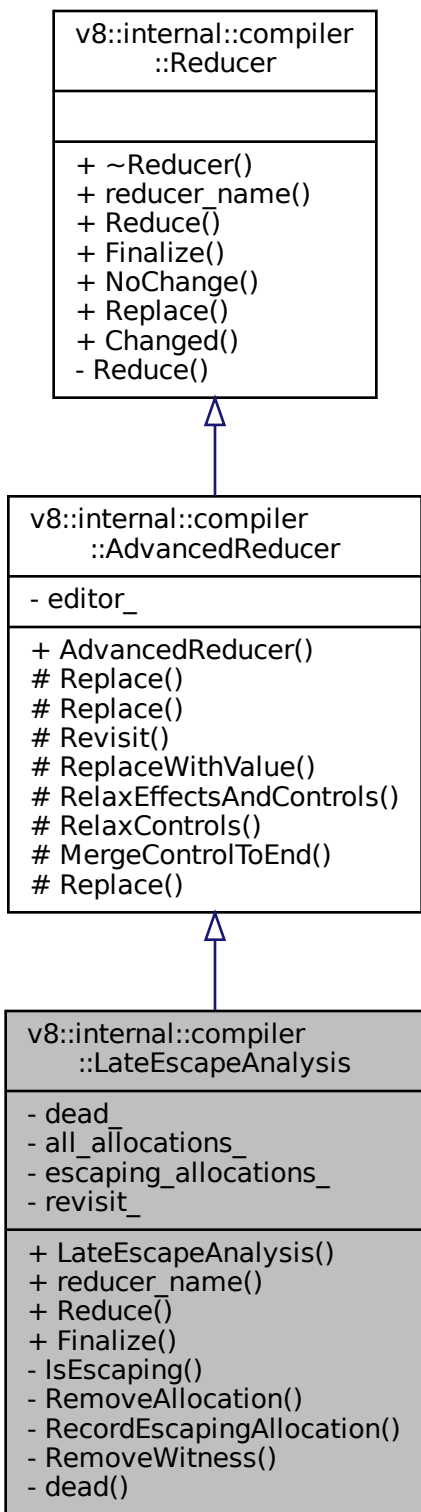 v8::internal::compiler
::Reducer
+ ~Reducer()
+ reducer_name()
+ Reduce()
+ Finalize()
+ NoChange()
+ Replace()
+ Changed()
- Reduce()
v8::internal::compiler
::AdvancedReducer
- editor_
+ AdvancedReducer()
# Replace()
# Replace()
# Revisit()
# ReplaceWithValue()
# RelaxEffectsAndControls()
# RelaxControls()
# MergeControlToEnd()
# Replace()
v8::internal::compiler
::LateEscapeAnalysis
- dead_
- all_allocations_
- escaping_allocations_
- revisit_
+ LateEscapeAnalysis()
+ reducer_name()
+ Reduce()
+ Finalize()
- IsEscaping()
- RemoveAllocation()
- RecordEscapingAllocation()
- RemoveWitness()
- dead()